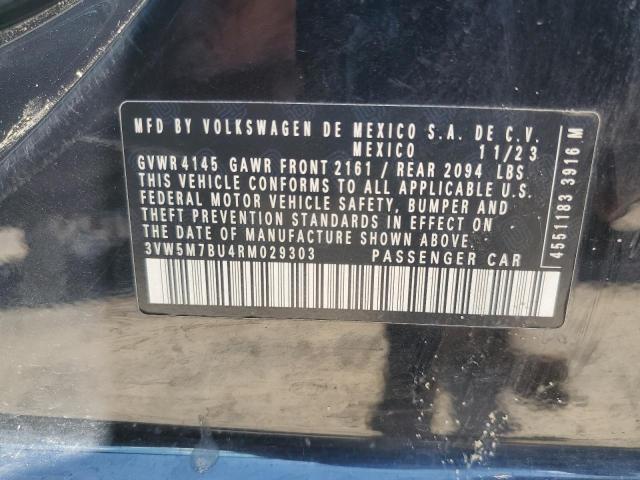 MFD BY VOLKSWAGEN DE MEXICO S.A. DE C.V.
MEXICO 11/23
GVWR 4145 GAWR FRONT 2161 / REAR 2094 LBS
THIS VEHICLE CONFORMS TO ALL APPLICABLE U.S.
FEDERAL MOTOR VEHICLE SAFETY, BUMPER AND
THEFT PREVENTION STANDARDS IN EFFECT ON
THE DATE OF MANUFACTURE SHOWN ABOVE.
3VW5M7BU4RM029303 PASSENGER CAR
4551183 3916 M